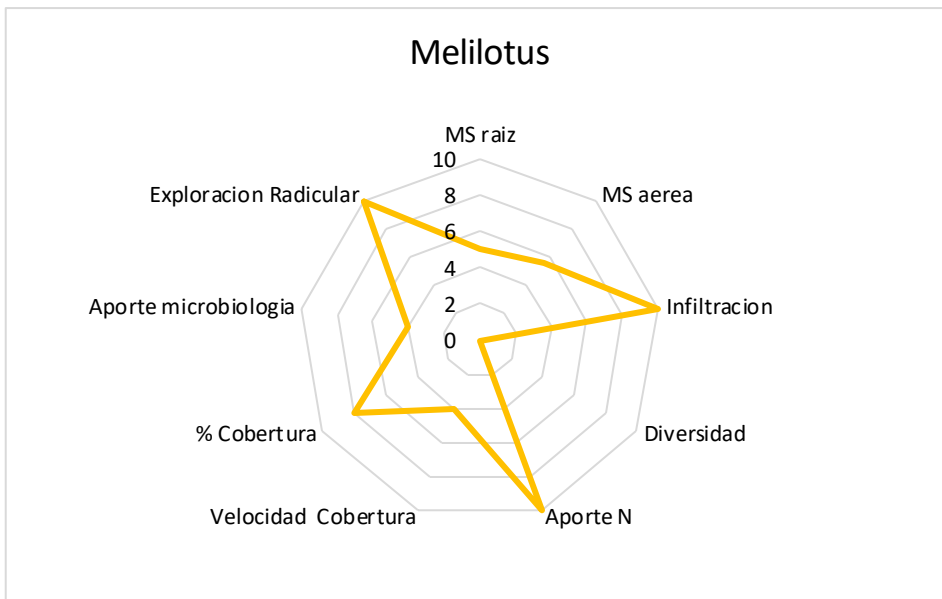 Melilotus
MS raiz
10
8
6
4
2
0
MS aerea
Infiltracion
Diversidad
Aporte N
Velocidad  Cobertura
% Cobertura
Aporte microbiologia
Exploracion Radicular